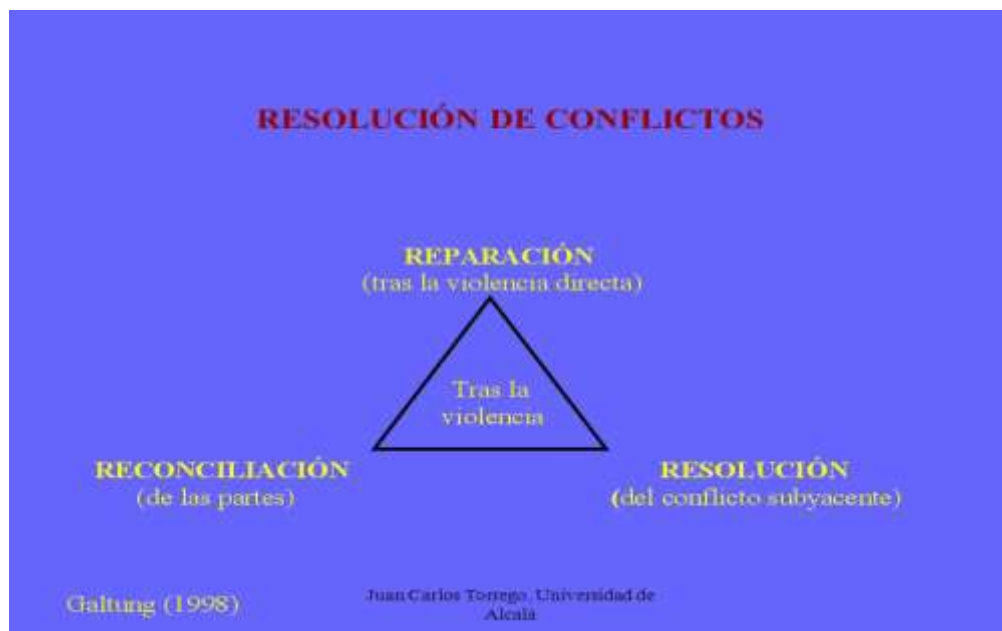 RESOLUCIÓN DE CONFLICTOS
REPARACIÓN
(tras la violencia directa)
Tras la
violencia
RECONCILIACIÓN
(de las partes)
RESOLUCIÓN
(del conflicto subyacente)
Galtung (1998)
Juan Carlos Torrego. Universidad de
Alcalá